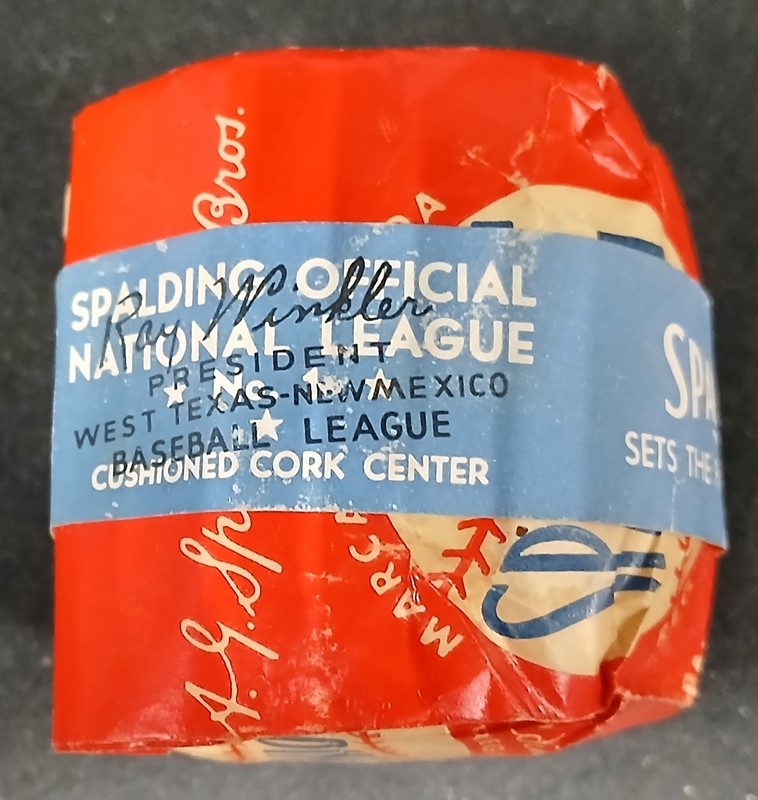 SPALDING OFFICIAL
Ray Winkler
NATIONAL LEAGUE
PRESIDENT
★ No. 1 ★
WEST TEXAS-NEW MEXICO
★
BASEBALL LEAGUE
CUSHIONED CORK CENTER
SPA
SETS THE
A.G. Sp
Bros.
MARCA